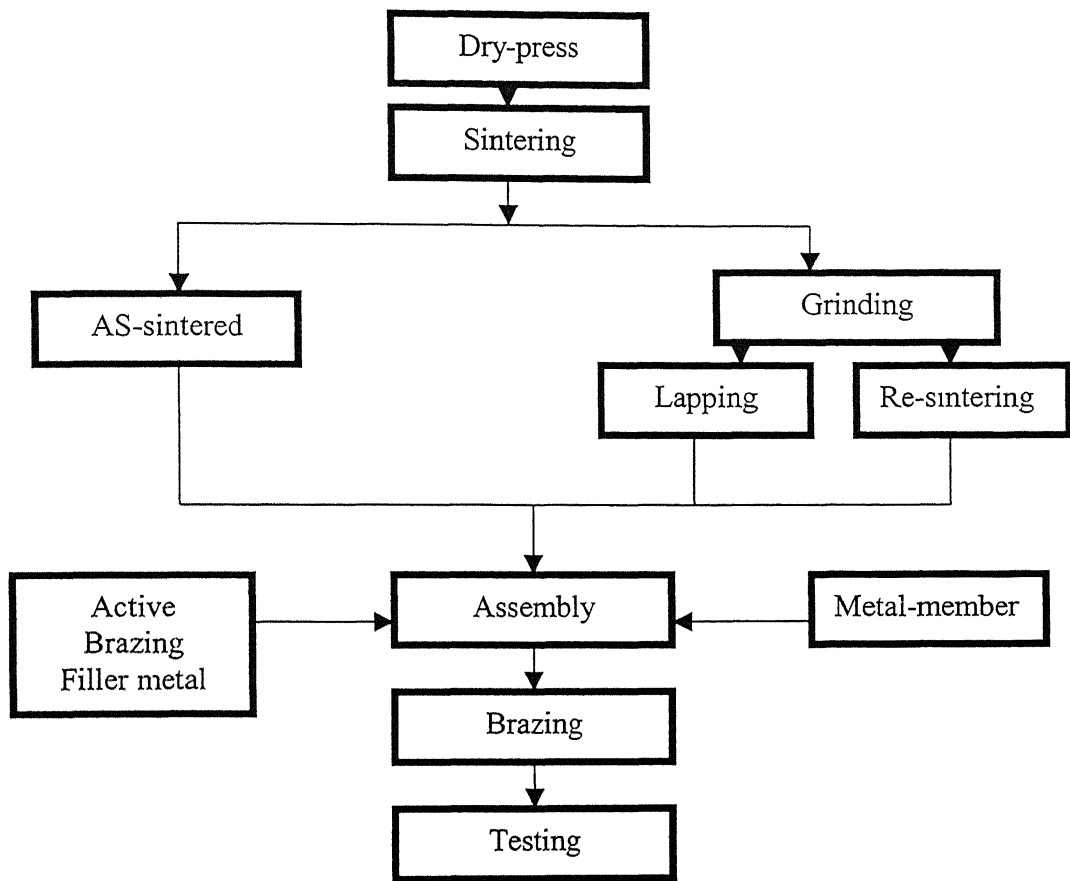 Dry-press
Sintering
AS-sintered
Grinding
Lapping
Re-sintering
Active
Brazing
Filler metal
Assembly
Metal-member
Brazing
Testing